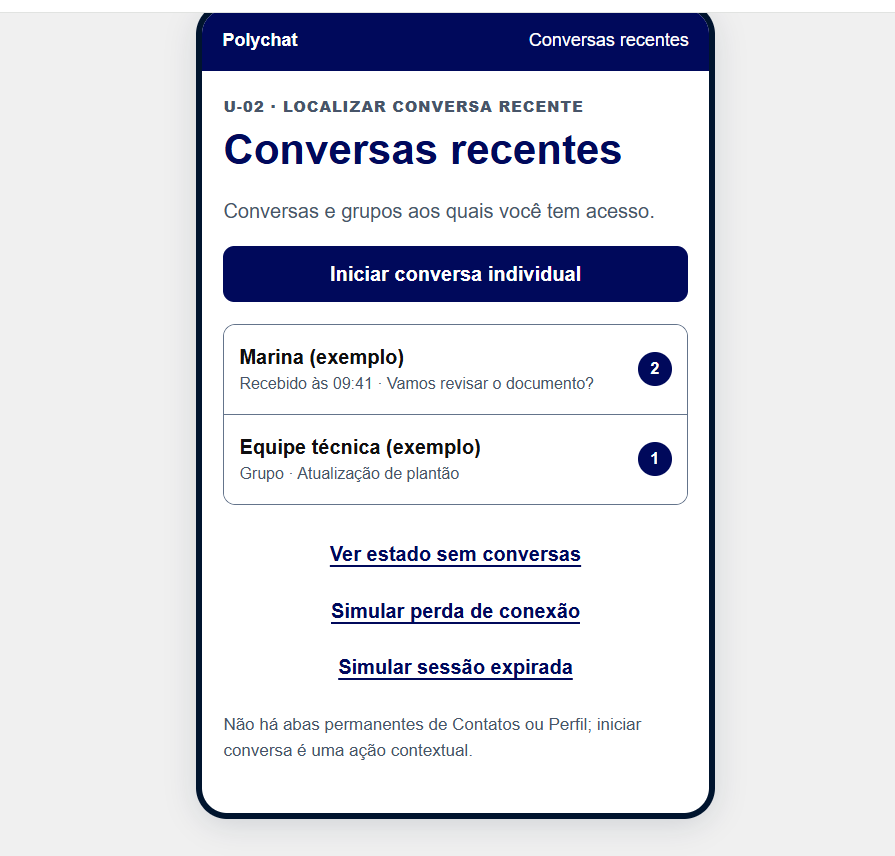 Polychat
Conversas recentes
U-02 · LOCALIZAR CONVERSA RECENTE
Conversas recentes
Conversas e grupos aos quais você tem acesso.
Iniciar conversa individual
Marina (exemplo)
Recebido às 09:41 · Vamos revisar o documento?
2
Equipe técnica (exemplo)
Grupo · Atualização de plantão
1
Ver estado sem conversas
Simular perda de conexão
Simular sessão expirada
Não há abas permanentes de Contatos ou Perfil; iniciar
conversa é uma ação contextual.